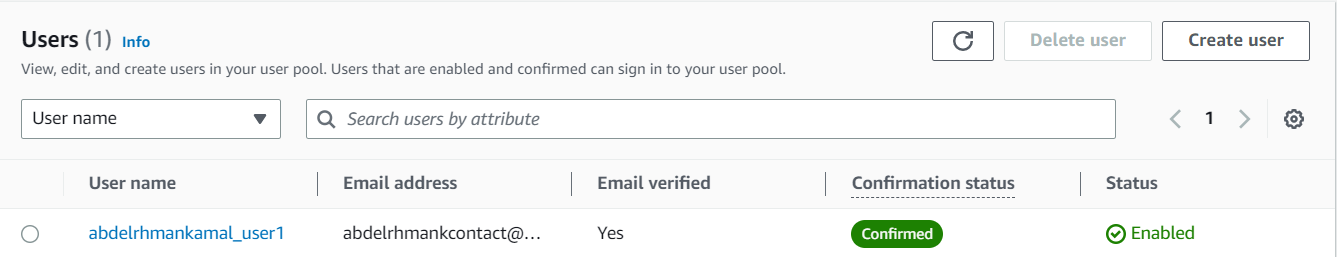 Users (1) Info
Delete user
Create user
View, edit, and create users in your user pool. Users that are enabled and confirmed can sign in to your user pool.
User name
Search users by attribute
1
User name Email address Email verified Confirmation status Status
abdelrhmankamal_user1 abdelrhmankcontact@... Yes Confirmed Enabled